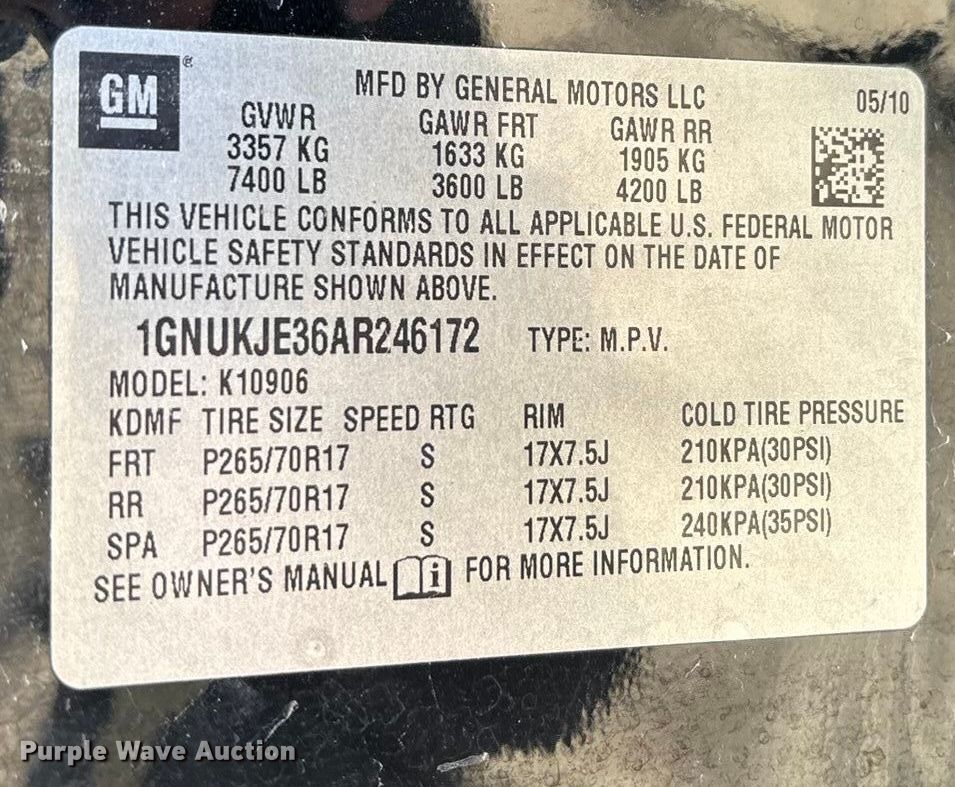 GM
®
MFD BY GENERAL MOTORS LLC 05/10
GVWR GAWR FRT GAWR RR
3357 KG 1633 KG 1905 KG
7400 LB 3600 LB 4200 LB
THIS VEHICLE CONFORMS TO ALL APPLICABLE U.S. FEDERAL MOTOR
VEHICLE SAFETY STANDARDS IN EFFECT ON THE DATE OF
MANUFACTURE SHOWN ABOVE.
1GNUKJE36AR246172 TYPE: M.P.V.
MODEL: K10906
KDMF TIRE SIZE SPEED RTG RIM COLD TIRE PRESSURE
FRT P265/70R17 S 17X7.5J 210KPA(30PSI)
RR P265/70R17 S 17X7.5J 210KPA(30PSI)
SPA P265/70R17 S 17X7.5J 240KPA(35PSI)
SEE OWNER'S MANUAL i FOR MORE INFORMATION.
Purple Wave Auction